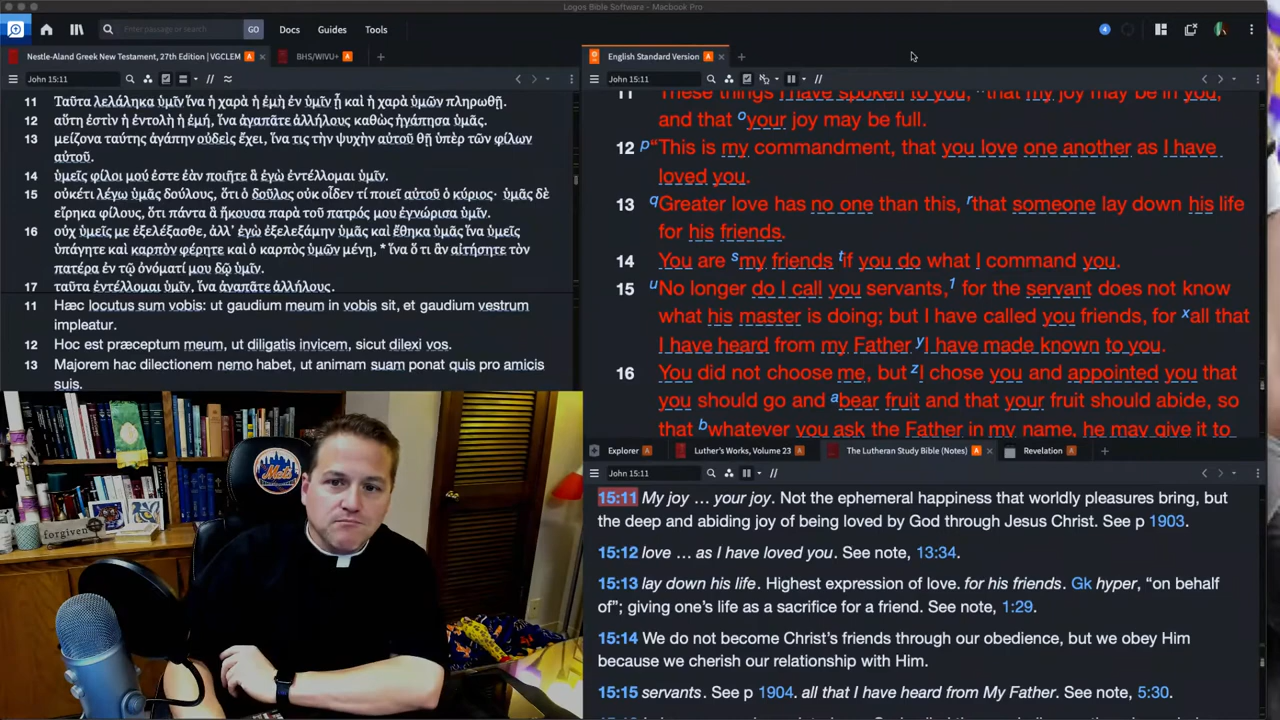 Logos Bible Software - Macbook Pro
Enter passage or search GO Docs Guides Tools 4
Nestle-Aland Greek New Testament, 27th Edition | VGCLEM A BHS/WIVU+ A
John 15:11
11 Ταῦτα λελάληκα ὑμῖν ἵνα ἡ χαρὰ ἡ ἐμὴ ἐν ὑμῖν ᾖ καὶ ἡ χαρὰ ὑμῶν πληρωθῇ.
12 αὕτη ἐστὶν ἡ ἐντολὴ ἡ ἐμή, ἵνα ἀγαπᾶτε ἀλλήλους καθὼς ἠγάπησα ὑμᾶς.
13 μείζονα ταύτης ἀγάπην οὐδεὶς ἔχει, ἵνα τις τὴν ψυχὴν αὐτοῦ θῇ ὑπὲρ τῶν φίλων
αὐτοῦ.
14 ὑμεῖς φίλοι μού ἐστε ἐὰν ποιῆτε ἃ ἐγὼ ἐντέλλομαι ὑμῖν.
15 οὐκέτι λέγω ὑμᾶς δούλους, ὅτι ὁ δοῦλος οὐκ οἶδεν τί ποιεῖ αὐτοῦ ὁ κύριος· ὑμᾶς δὲ
εἴρηκα φίλους, ὅτι πάντα ἃ ἤκουσα παρὰ τοῦ πατρός μου ἐγνώρισα ὑμῖν.
16 οὐχ ὑμεῖς με ἐξελέξασθε, ἀλλʼ ἐγὼ ἐξελεξάμην ὑμᾶς καὶ ἔθηκα ὑμᾶς ἵνα ὑμεῖς
ὑπάγητε καὶ καρπὸν φέρητε καὶ ὁ καρπὸς ὑμῶν μένῃ, * ἵνα ὅ τι ἂν αἰτήσητε τὸν
πατέρα ἐν τῷ ὀνόματί μου δῷ ὑμῖν.
17 ταῦτα ἐντέλλομαι ὑμῖν, ἵνα ἀγαπᾶτε ἀλλήλους.
11 Hæc locutus sum vobis: ut gaudium meum in vobis sit, et gaudium vestrum
impleatur.
12 Hoc est præceptum meum, ut diligatis invicem, sicut dilexi vos.
13 Majorem hac dilectionem nemo habet, ut animam suam ponat quis pro amicis
suis.
Mets
forgiven
English Standard Version A
John 15:11
11 These things I have spoken to you, n that my joy may be in you,
and that o your joy may be full.
12 p “This is my commandment, that you love one another as I have
loved you.
13 q Greater love has no one than this, r that someone lay down his life
for his friends.
14 You are s my friends t if you do what I command you.
15 u No longer do I call you servants, 1 for the servant does not know
what his master is doing; but I have called you friends, for x all that
I have heard from my Father y I have made known to you.
16 You did not choose me, but z I chose you and appointed you that
you should go and a bear fruit and that your fruit should abide, so
that b whatever you ask the Father in my name, he may give it to
Explorer A Luther's Works, Volume 23 A The Lutheran Study Bible (Notes) A Revelation A
John 15:11
15:11 My joy … your joy. Not the ephemeral happiness that worldly pleasures bring, but
the deep and abiding joy of being loved by God through Jesus Christ. See p 1903.
15:12 love … as I have loved you. See note, 13:34.
15:13 lay down his life. Highest expression of love. for his friends. Gk hyper, “on behalf
of”; giving one’s life as a sacrifice for a friend. See note, 1:29.
15:14 We do not become Christ’s friends through our obedience, but we obey Him
because we cherish our relationship with Him.
15:15 servants. See p 1904. all that I have heard from My Father. See note, 5:30.